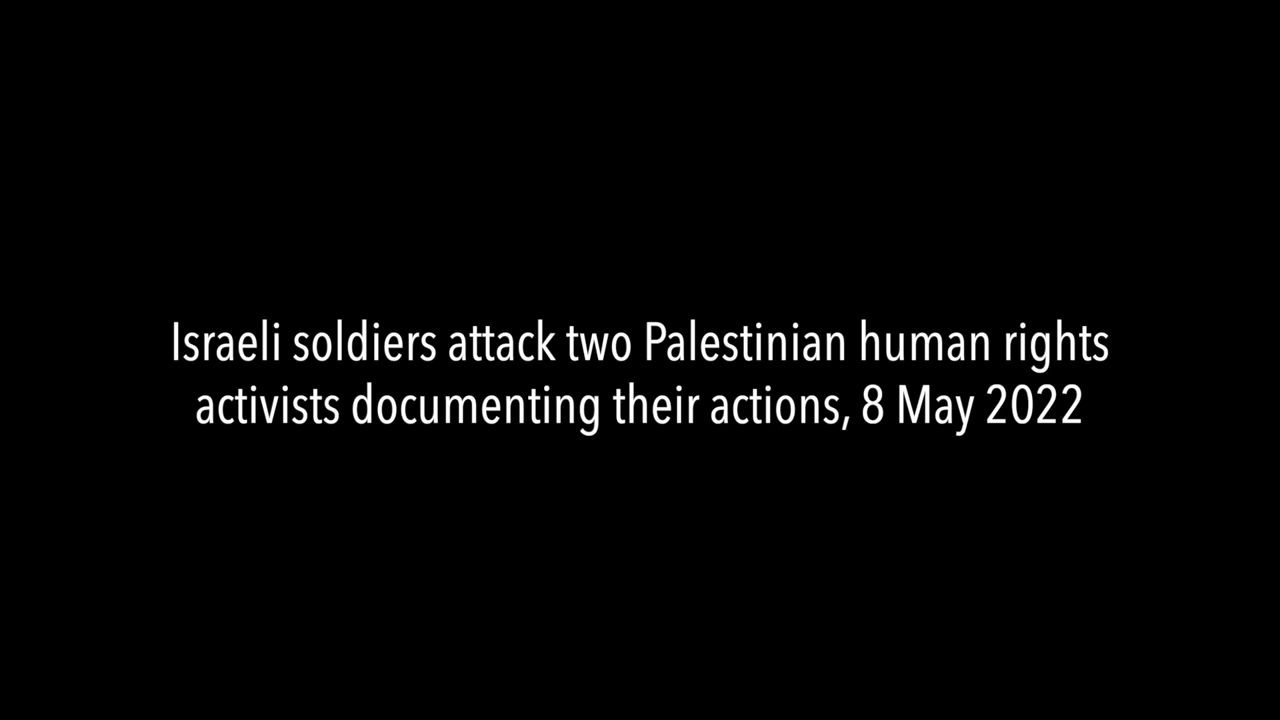 Israeli soldiers attack two Palestinian human rights
activists documenting their actions, 8 May 2022